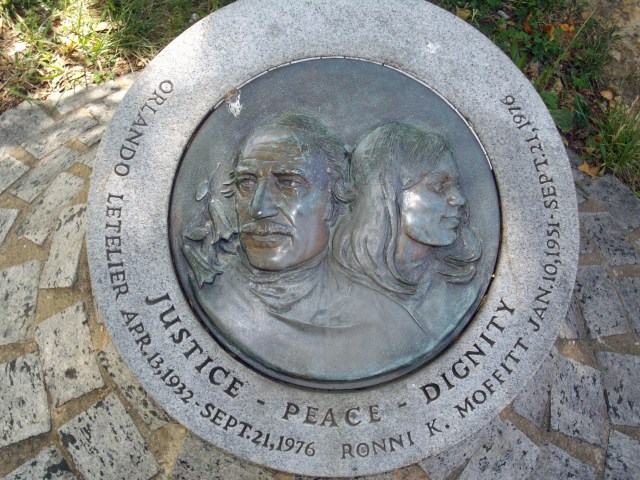 ORLANDO LETELIER APR.13,1932 - SEPT.21,1976
RONNI K. MOFFITT JAN.10,1951 - SEPT.21,1976
JUSTICE - PEACE - DIGNITY